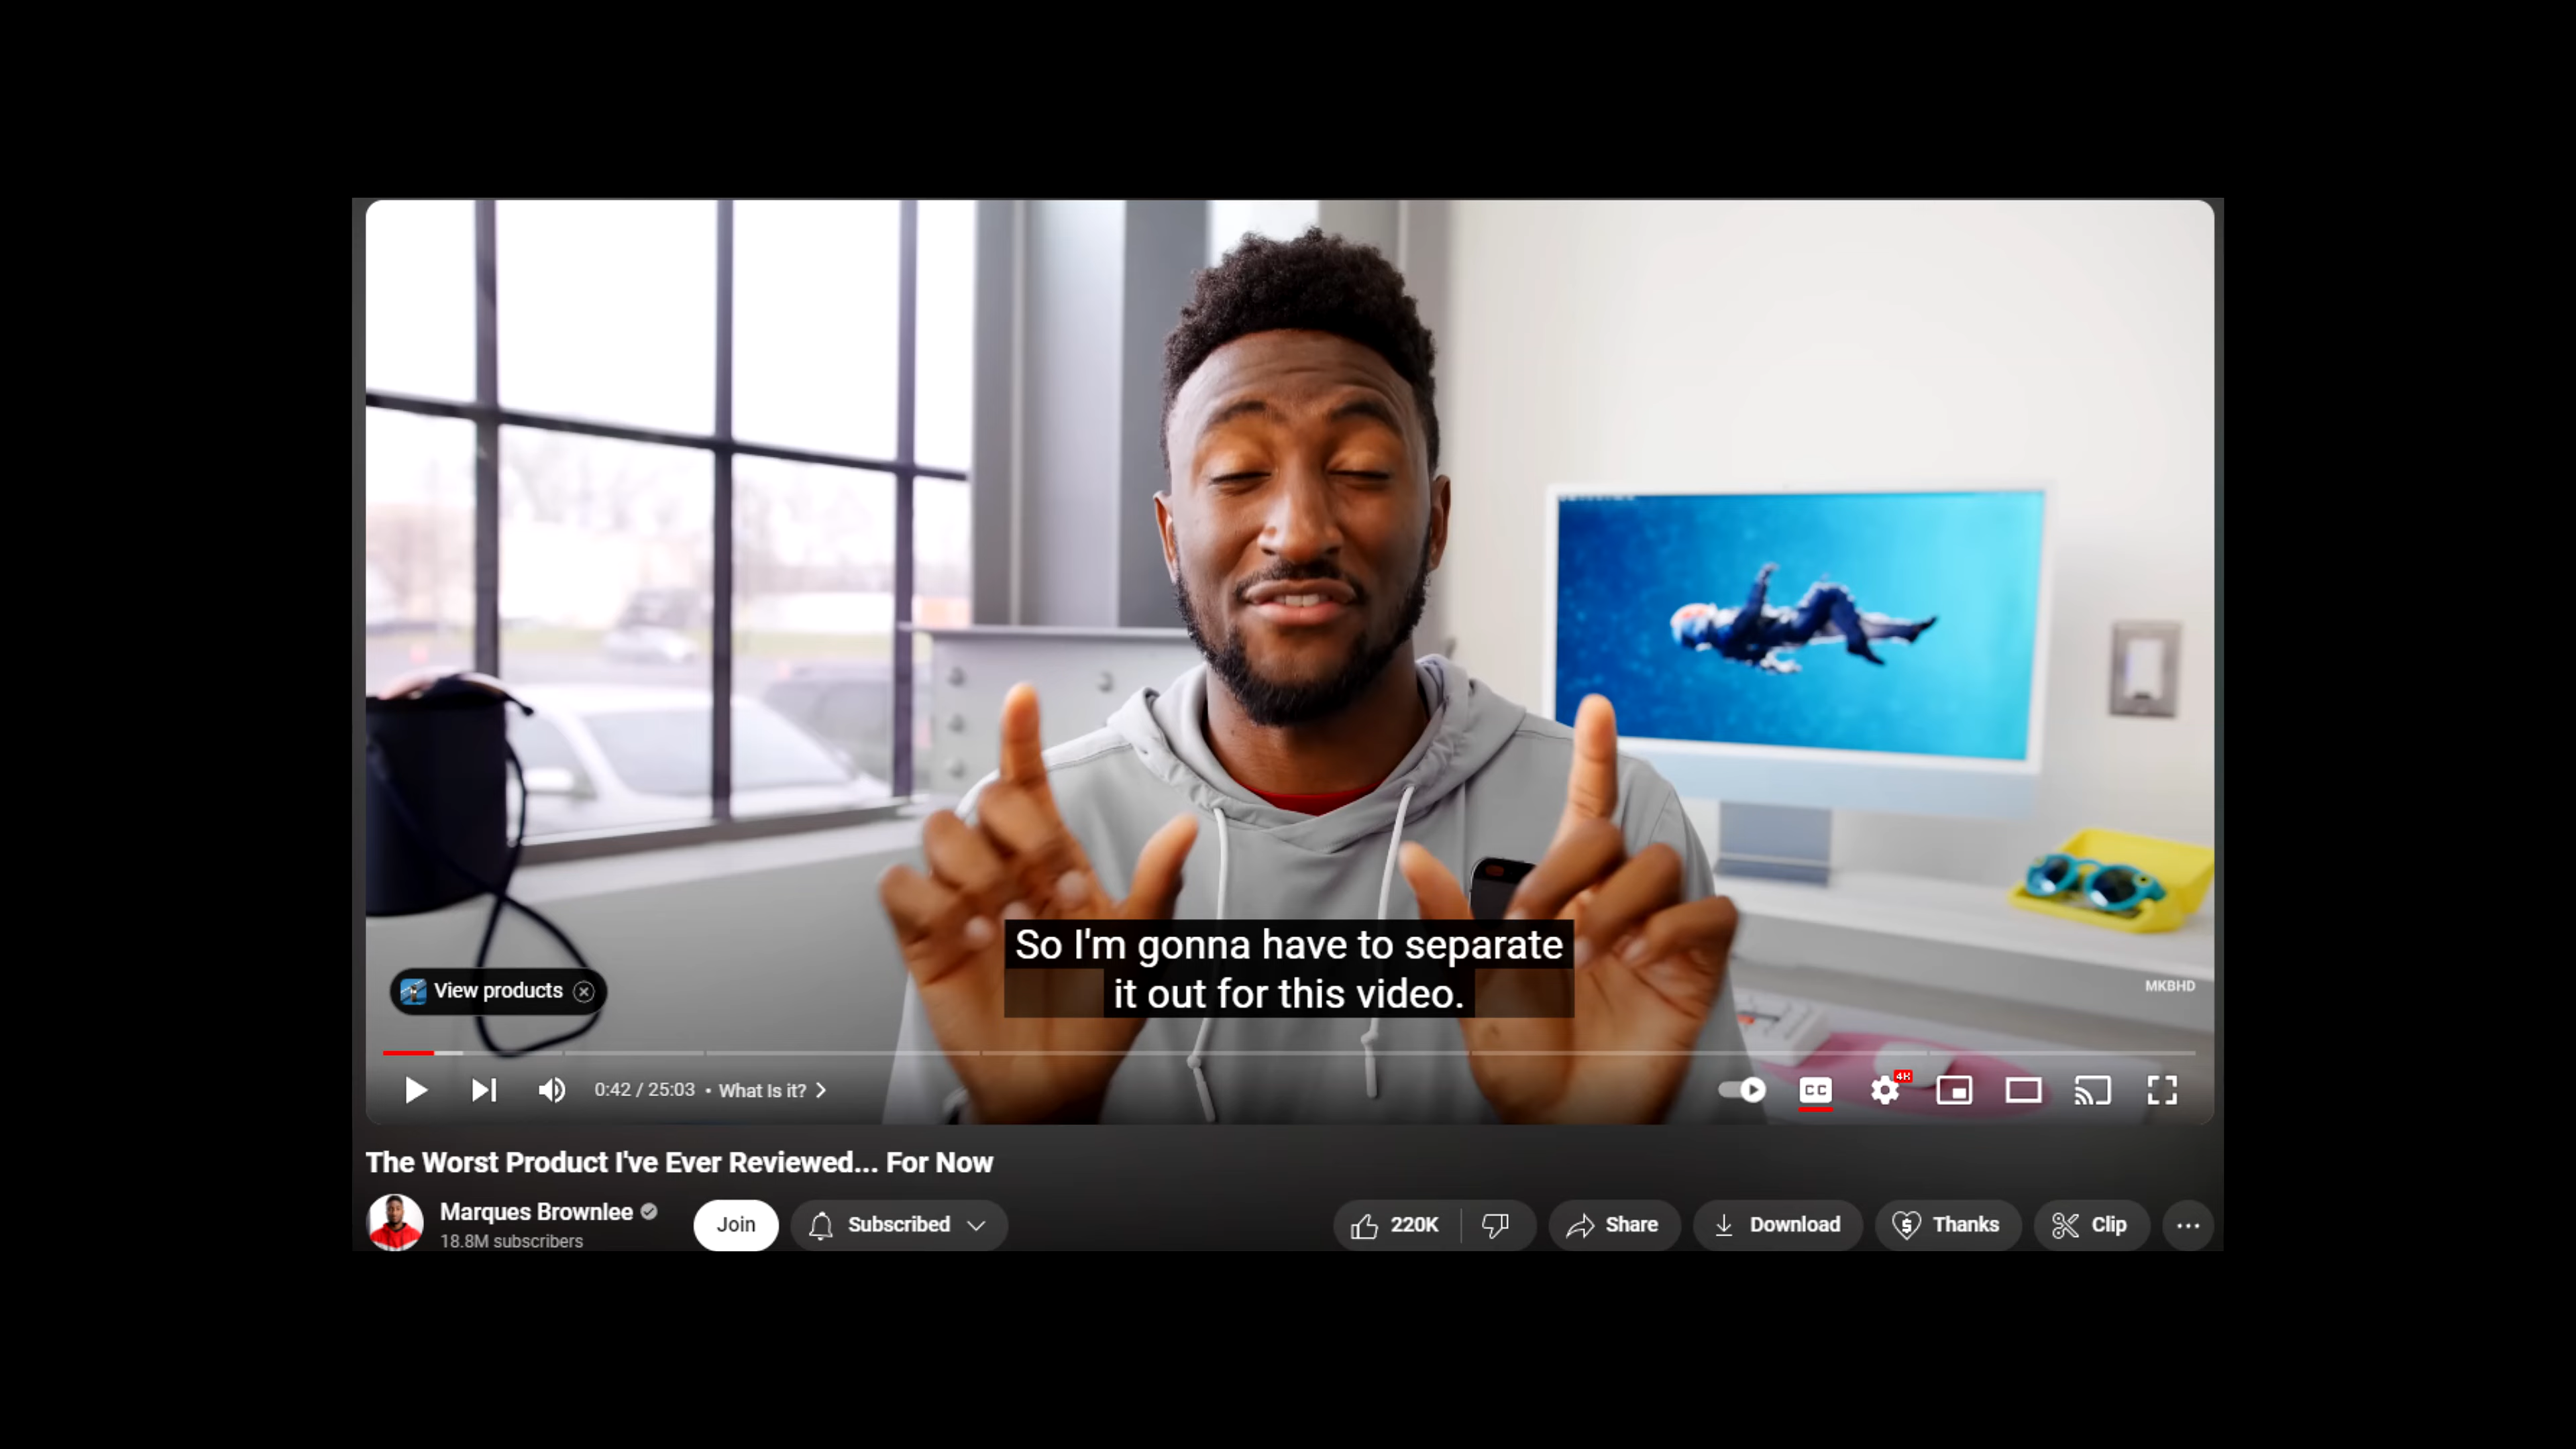 So I'm gonna have to separate
it out for this video.
View products
MKBHD
0:42 / 25:03 • What Is it?
CC
4K
The Worst Product I've Ever Reviewed... For Now
Marques Brownlee
18.8M subscribers
Join
Subscribed
220K
Share
Download
Thanks
Clip